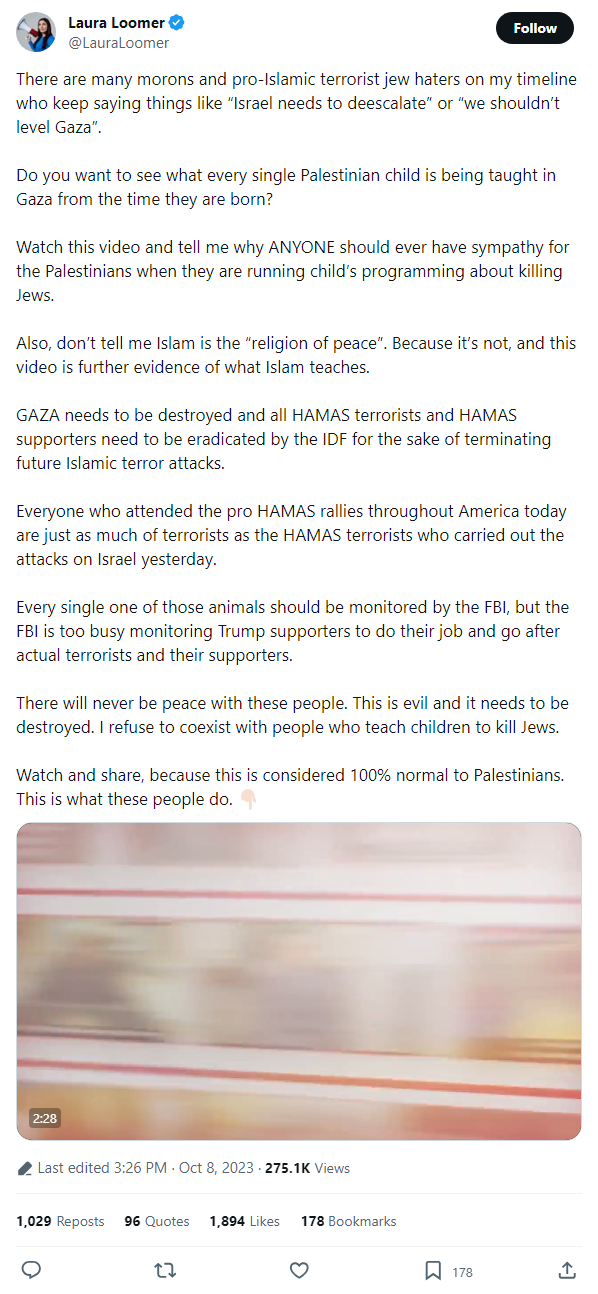 Laura Loomer
Follow
@LauraLoomer
There are many morons and pro-Islamic terrorist jew haters on my timeline
who keep saying things like “Israel needs to deescalate” or “we shouldn’t
level Gaza”.
Do you want to see what every single Palestinian child is being taught in
Gaza from the time they are born?
Watch this video and tell me why ANYONE should ever have sympathy for
the Palestinians when they are running child’s programming about killing
Jews.
Also, don’t tell me Islam is the “religion of peace”. Because it’s not, and this
video is further evidence of what Islam teaches.
GAZA needs to be destroyed and all HAMAS terrorists and HAMAS
supporters need to be eradicated by the IDF for the sake of terminating
future Islamic terror attacks.
Everyone who attended the pro HAMAS rallies throughout America today
are just as much of terrorists as the HAMAS terrorists who carried out the
attacks on Israel yesterday.
Every single one of those animals should be monitored by the FBI, but the
FBI is too busy monitoring Trump supporters to do their job and go after
actual terrorists and their supporters.
There will never be peace with these people. This is evil and it needs to be
destroyed. I refuse to coexist with people who teach children to kill Jews.
Watch and share, because this is considered 100% normal to Palestinians.
This is what these people do. 👇🏻
2:28
Last edited 3:26 PM · Oct 8, 2023 · 275.1K Views
1,029 Reposts 96 Quotes 1,894 Likes 178 Bookmarks
178